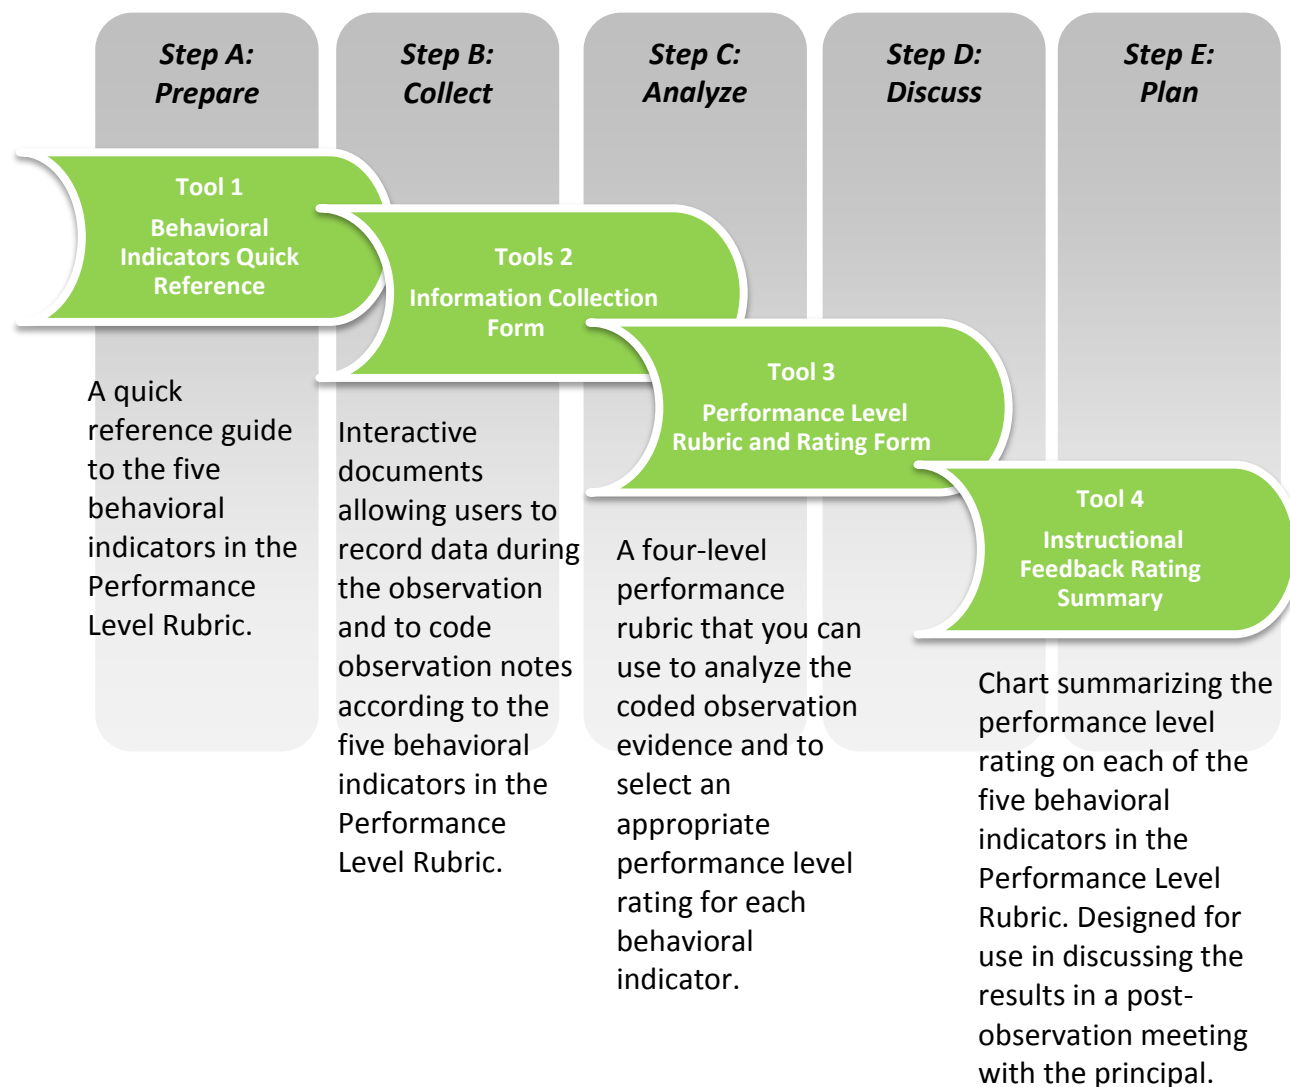 Step A:
Prepare
Step B:
Collect
Step C:
Analyze
Step D:
Discuss
Step E:
Plan
Tool 1
Behavioral
Indicators Quick
Reference
Tools 2
Information Collection
Form
Tool 3
Performance Level
Rubric and Rating Form
Tool 4
Instructional
Feedback Rating
Summary
A quick
reference guide
to the five
behavioral
indicators in the
Performance
Level Rubric.
Interactive
documents
allowing users to
record data during
the observation
and to code
observation notes
according to the
five behavioral
indicators in the
Performance
Level Rubric.
A four-level
performance
rubric that you can
use to analyze the
coded observation
evidence and to
select an
appropriate
performance level
rating for each
behavioral
indicator.
Chart summarizing the
performance level
rating on each of the
five behavioral
indicators in the
Performance Level
Rubric. Designed for
use in discussing the
results in a post-
observation meeting
with the principal.